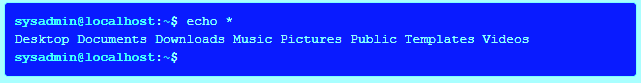 sysadmin@localhost:~$ echo *
Desktop Documents Downloads Music Pictures Public Templates Videos
sysadmin@localhost:~$